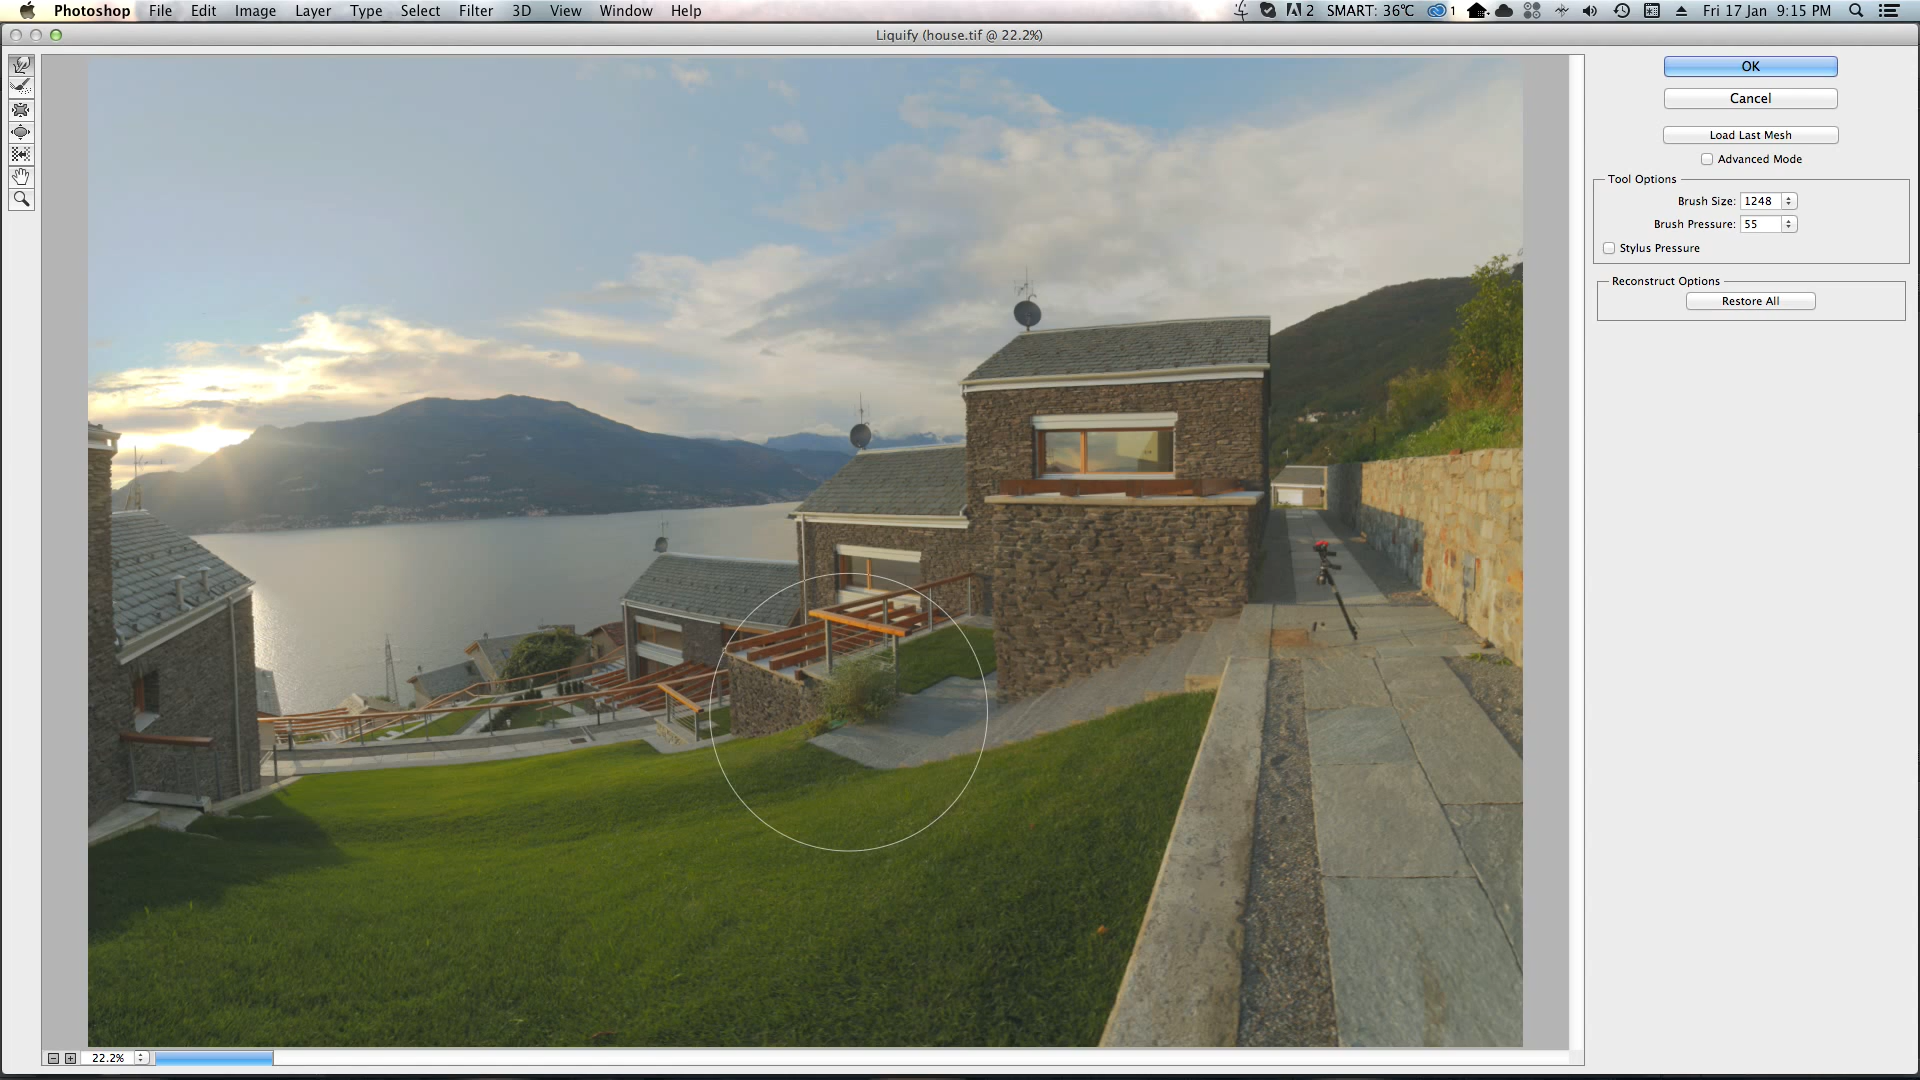 Photoshop File Edit Image Layer Type Select Filter 3D View Window Help 2 SMART: 36°C 1 Fri 17 Jan 9:15 PM
Liquify (house.tif @ 22.2%)
OK
Cancel
Load Last Mesh
Advanced Mode
Tool Options
Brush Size: 1248
Brush Pressure: 55
Stylus Pressure
Reconstruct Options
Restore All
22.2%